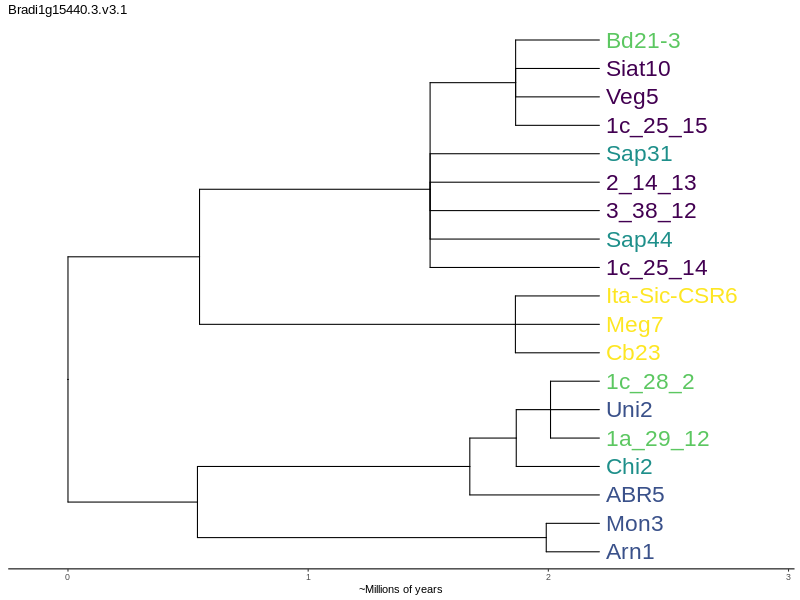 Bradi1g15440.3.v3.1
Bd21-3
Siat10
Veg5
1c_25_15
Sap31
2_14_13
3_38_12
Sap44
1c_25_14
Ita-Sic-CSR6
Meg7
Cb23
1c_28_2
Uni2
1a_29_12
Chi2
ABR5
Mon3
Arn1
0 1 2 3
~Millions of years